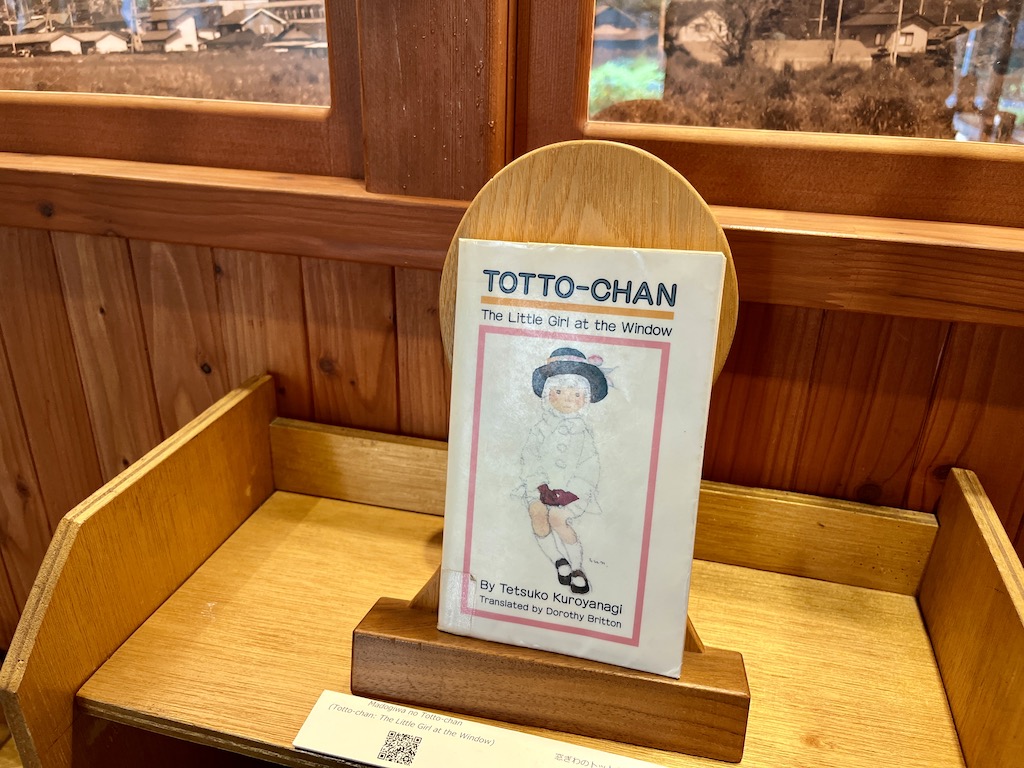 TOTTO-CHAN
The Little Girl at the Window
By Tetsuko Kuroyanagi
Translated by Dorothy Britton
Madogiwa no Totto-chan
(Totto-chan: The Little Girl at the Window)
窓ぎわのトット